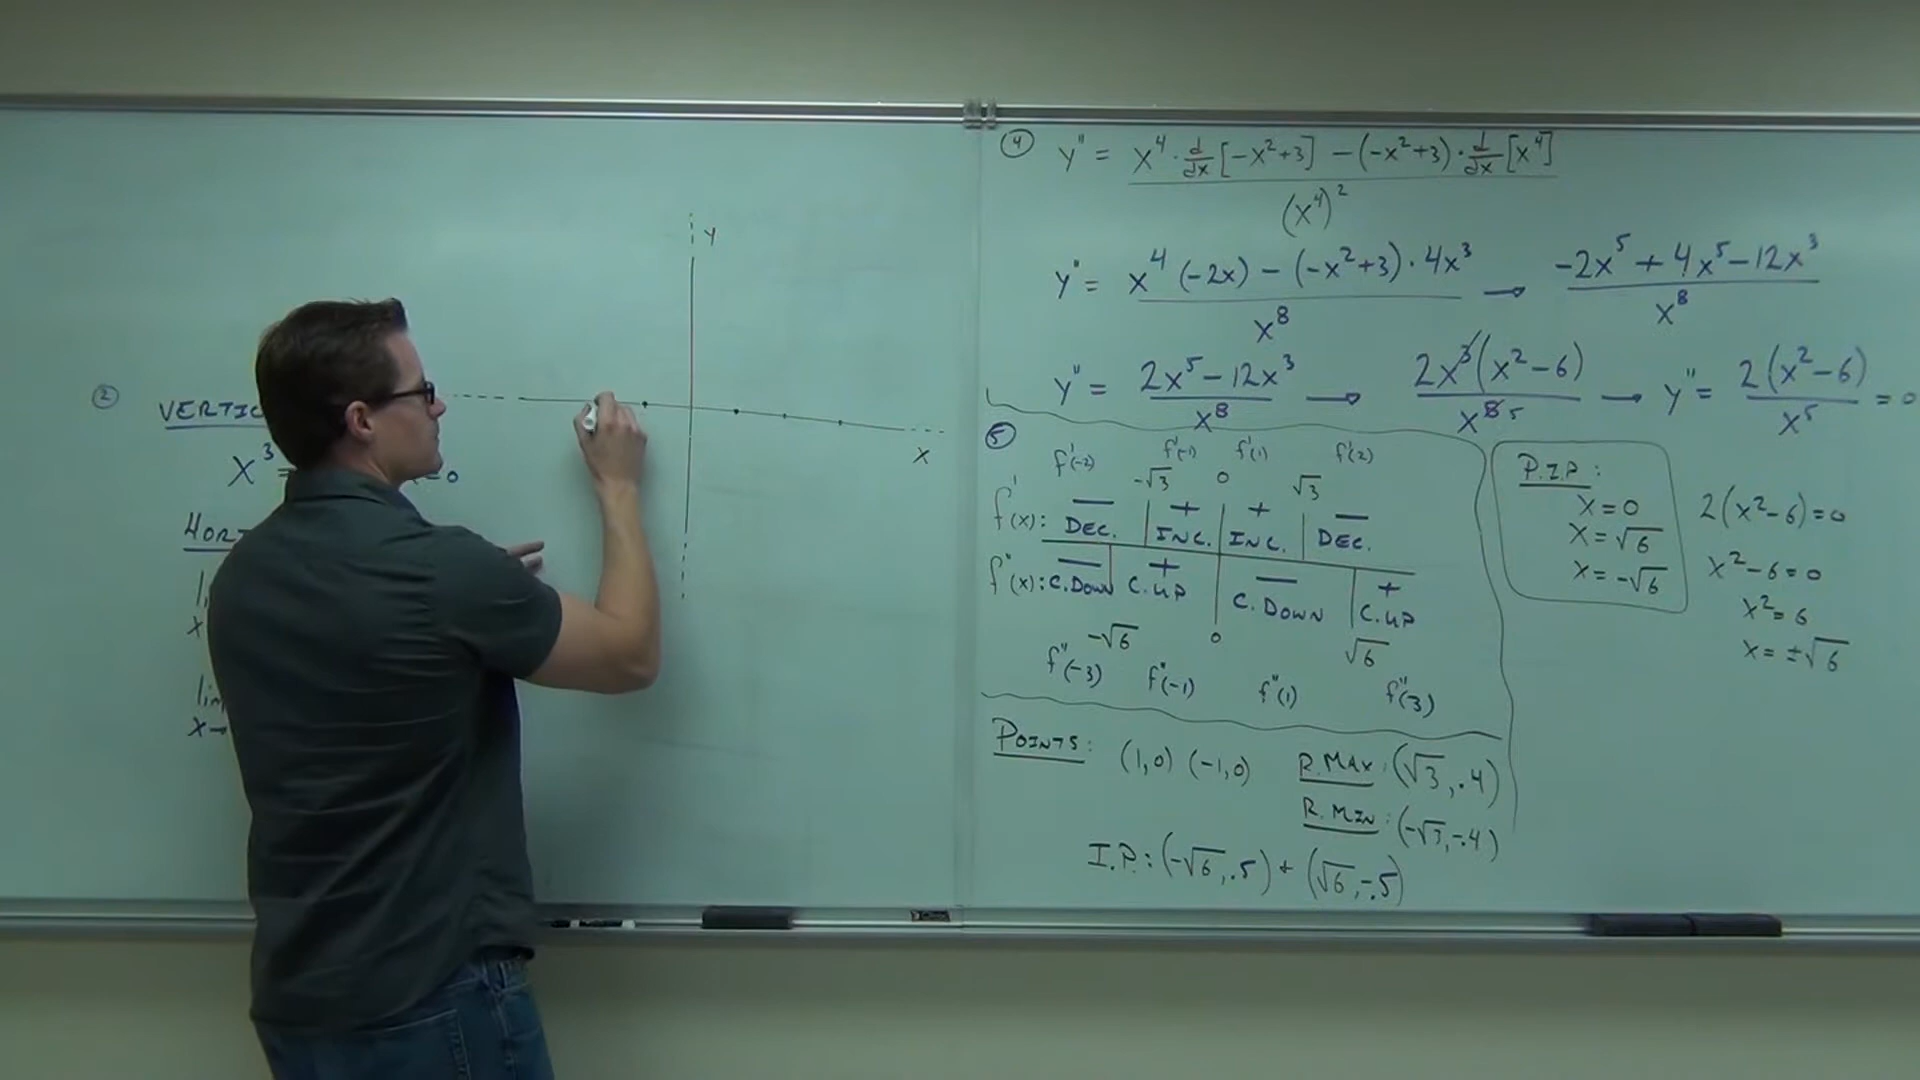 ②
VERTIC
x³ =
= 0
HORI
li
x
lim
x→
y
x
④ y'' = (x⁴ · d/dx[-x²+3] - (-x²+3) · d/dx[x⁴]) / (x⁴)²
y'' = (x⁴(-2x) - (-x²+3) · 4x³) / x⁸ → (-2x⁵ + 4x⁵ - 12x³) / x⁸
y'' = (2x⁵ - 12x³) / x⁸ → 2x³(x² - 6) / x⁸ ⁵ → y'' = 2(x² - 6) / x⁵ = 0
⑤ f'(-2) f'(-1) f'(1) f'(2)
-√3 0 √3
f'(x): - + + -
DEC. INC. INC. DEC.
f''(x): - + - +
C. DOWN C. UP C. DOWN C. UP
-√6 0 √6
f''(-3) f''(-1) f''(1) f''(3)
P.I.P:
x = 0
x = √6
x = -√6
2(x² - 6) = 0
x² - 6 = 0
x² = 6
x = ±√6
POINTS: (1,0) (-1,0)
R. MAX: (√3, .4)
R. MIN: (-√3, -.4)
I.P.: (-√6, .5) + (√6, -.5)